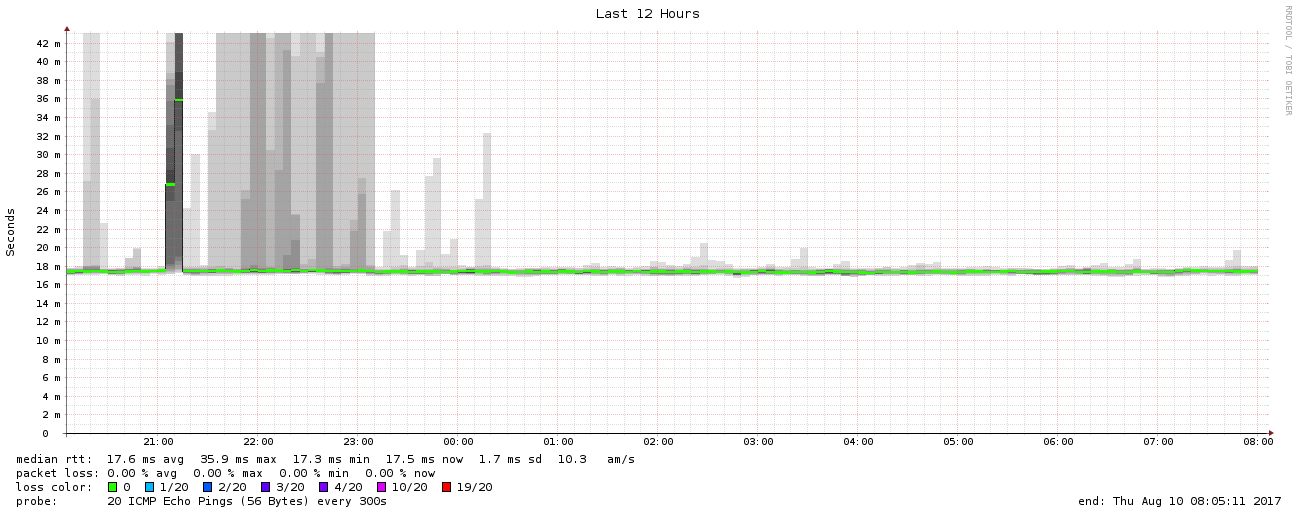 Last 12 Hours
RRDTOOL / TOBI OETIKER
Seconds
42 m
40 m
38 m
36 m
34 m
32 m
30 m
28 m
26 m
24 m
22 m
20 m
18 m
16 m
14 m
12 m
10 m
8 m
6 m
4 m
2 m
0
21:00 22:00 23:00 00:00 01:00 02:00 03:00 04:00 05:00 06:00 07:00 08:00
median rtt: 17.6 ms avg 35.9 ms max 17.3 ms min 17.5 ms now 1.7 ms sd 10.3 am/s
packet loss: 0.00 % avg 0.00 % max 0.00 % min 0.00 % now
loss color: 0 1/20 2/20 3/20 4/20 10/20 19/20
probe: 20 ICMP Echo Pings (56 Bytes) every 300s end: Thu Aug 10 08:05:11 2017